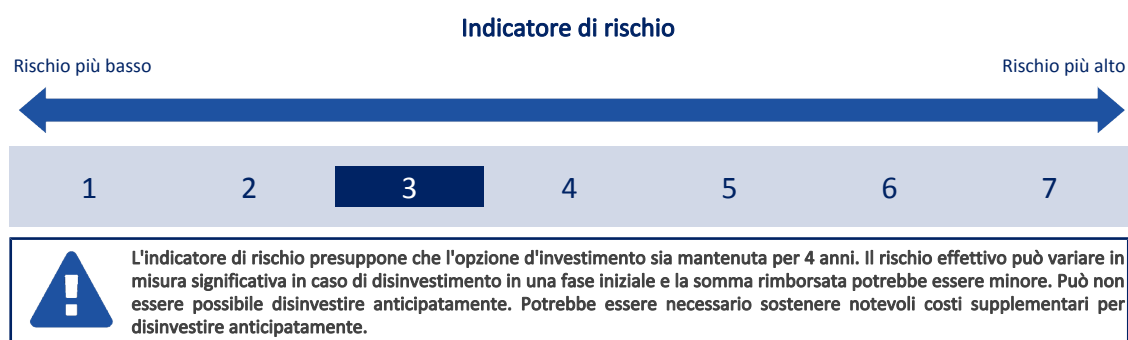 Indicatore di rischio
Rischio più basso
Rischio più alto
1 2 3 4 5 6 7
L'indicatore di rischio presuppone che l'opzione d'investimento sia mantenuta per 4 anni. Il rischio effettivo può variare in
misura significativa in caso di disinvestimento in una fase iniziale e la somma rimborsata potrebbe essere minore. Può non
essere possibile disinvestire anticipatamente. Potrebbe essere necessario sostenere notevoli costi supplementari per
disinvestire anticipatamente.